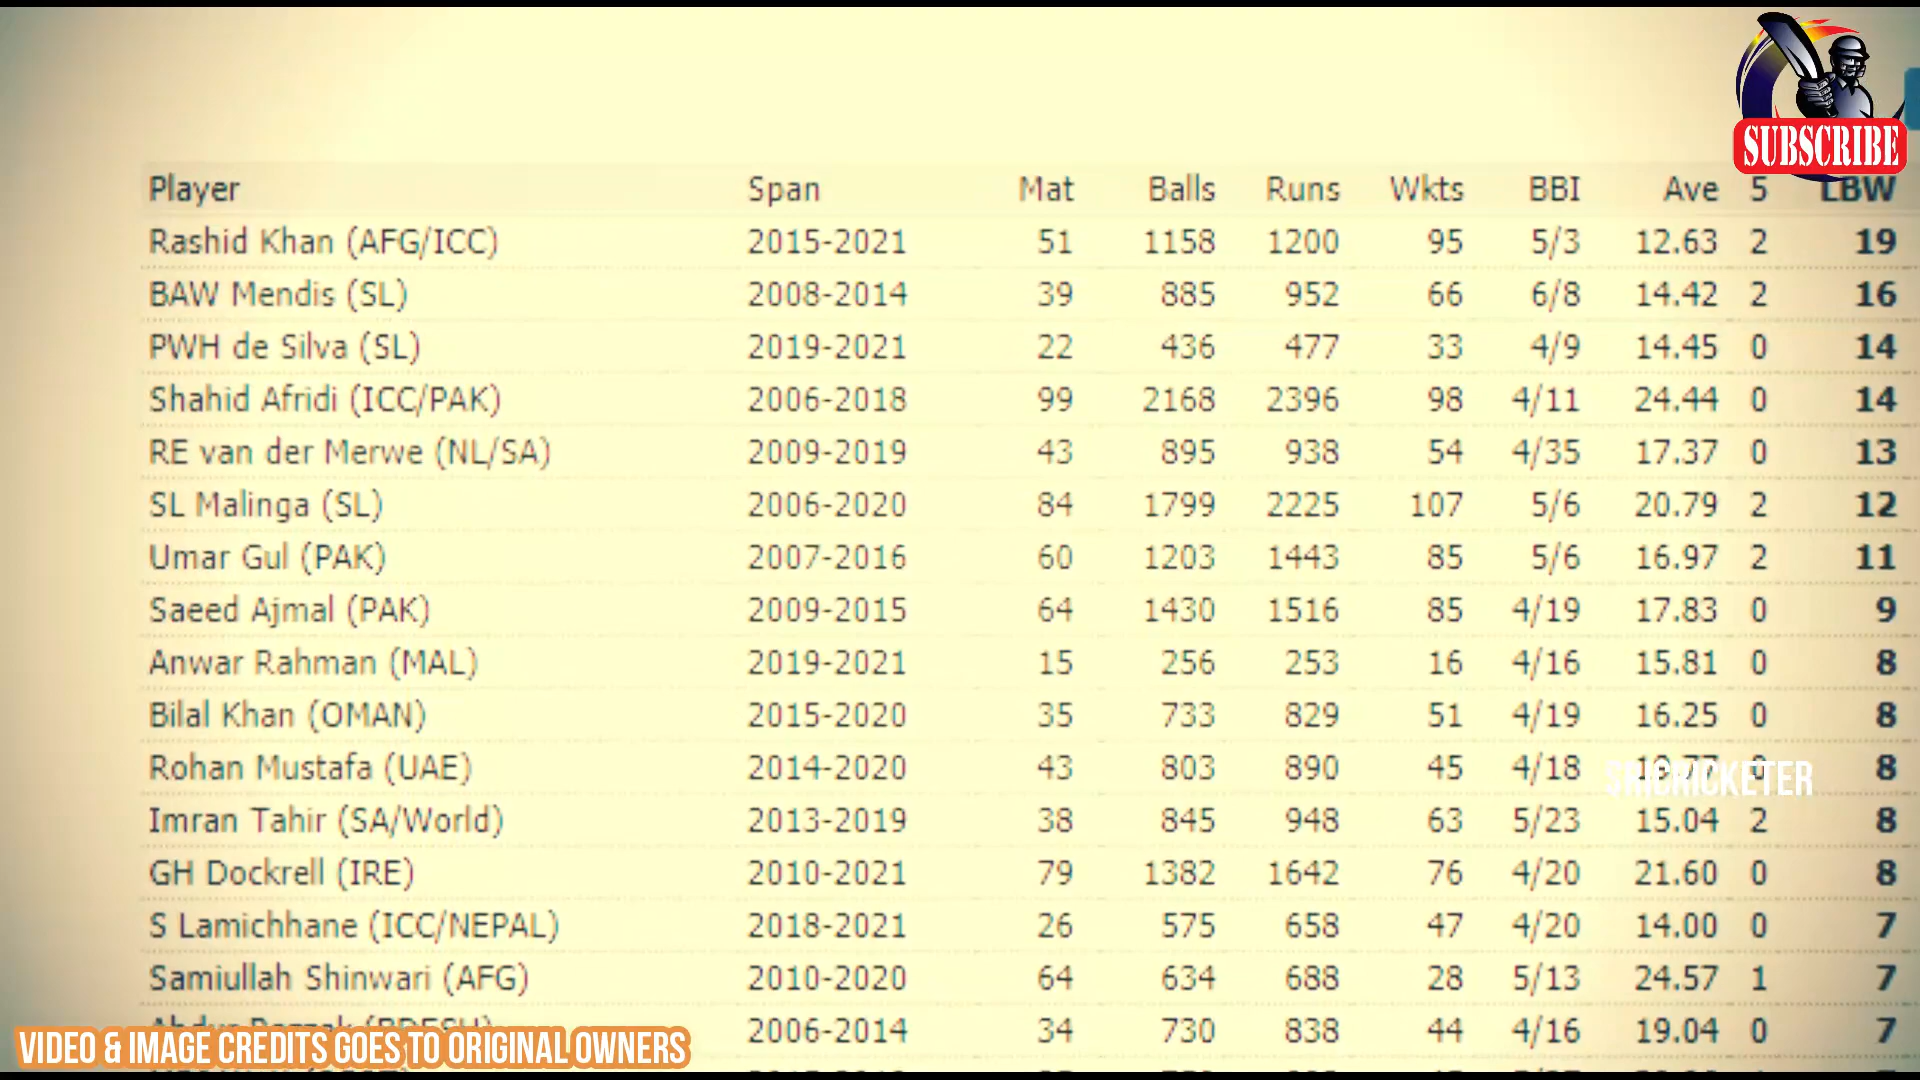 SUBSCRIBE
Player Span Mat Balls Runs Wkts BBI Ave 5 LBW
Rashid Khan (AFG/ICC) 2015-2021 51 1158 1200 95 5/3 12.63 2 19
BAW Mendis (SL) 2008-2014 39 885 952 66 6/8 14.42 2 16
PWH de Silva (SL) 2019-2021 22 436 477 33 4/9 14.45 0 14
Shahid Afridi (ICC/PAK) 2006-2018 99 2168 2396 98 4/11 24.44 0 14
RE van der Merwe (NL/SA) 2009-2019 43 895 938 54 4/35 17.37 0 13
SL Malinga (SL) 2006-2020 84 1799 2225 107 5/6 20.79 2 12
Umar Gul (PAK) 2007-2016 60 1203 1443 85 5/6 16.97 2 11
Saeed Ajmal (PAK) 2009-2015 64 1430 1516 85 4/19 17.83 0 9
Anwar Rahman (MAL) 2019-2021 15 256 253 16 4/16 15.81 0 8
Bilal Khan (OMAN) 2015-2020 35 733 829 51 4/19 16.25 0 8
Rohan Mustafa (UAE) 2014-2020 43 803 890 45 4/18 8
SRICRICKETER
Imran Tahir (SA/World) 2013-2019 38 845 948 63 5/23 15.04 2 8
GH Dockrell (IRE) 2010-2021 79 1382 1642 76 4/20 21.60 0 8
S Lamichhane (ICC/NEPAL) 2018-2021 26 575 658 47 4/20 14.00 0 7
Samiullah Shinwari (AFG) 2010-2020 64 634 688 28 5/13 24.57 1 7
2006-2014 34 730 838 44 4/16 19.04 0 7
VIDEO & IMAGE CREDITS GOES TO ORIGINAL OWNERS